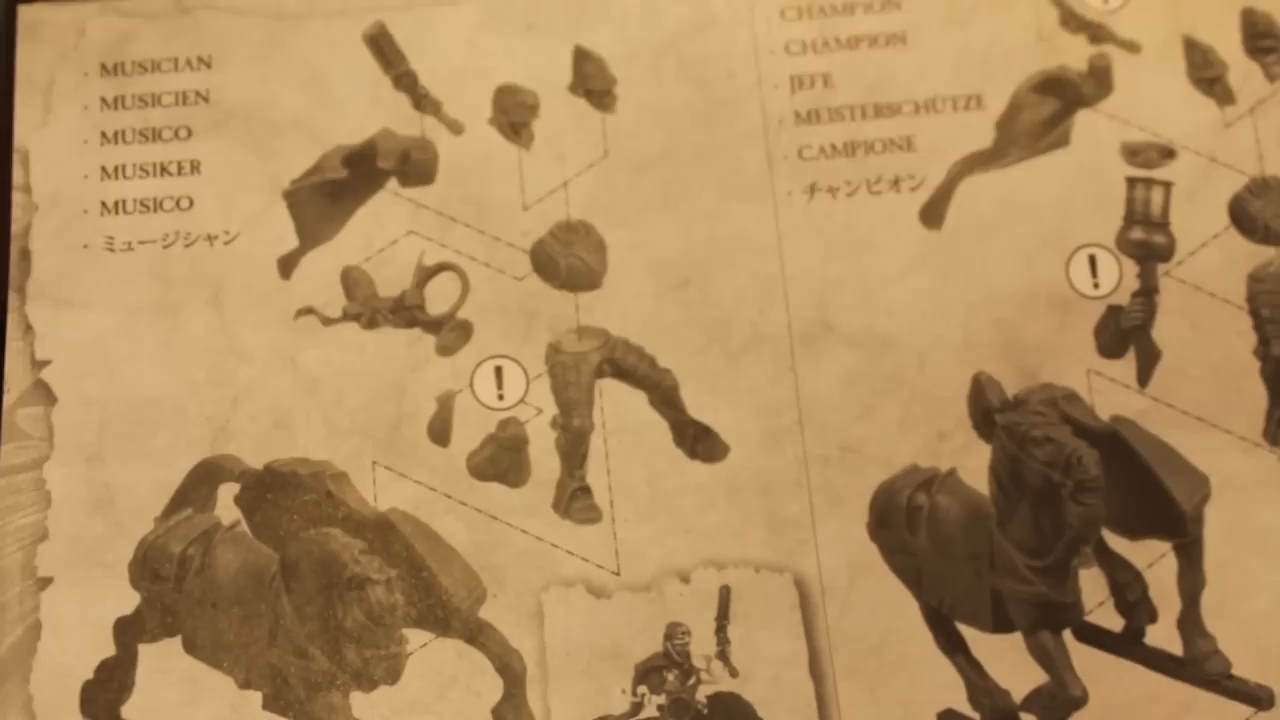 · MUSICIAN
· MUSICIEN
· MÚSICO
· MUSIKER
· MUSICO
· ミュージシャン
CHAMPION
· CHAMPION
· JEFE
· MEISTERSCHÜTZE
· CAMPIONE
· チャンピオン
!
!